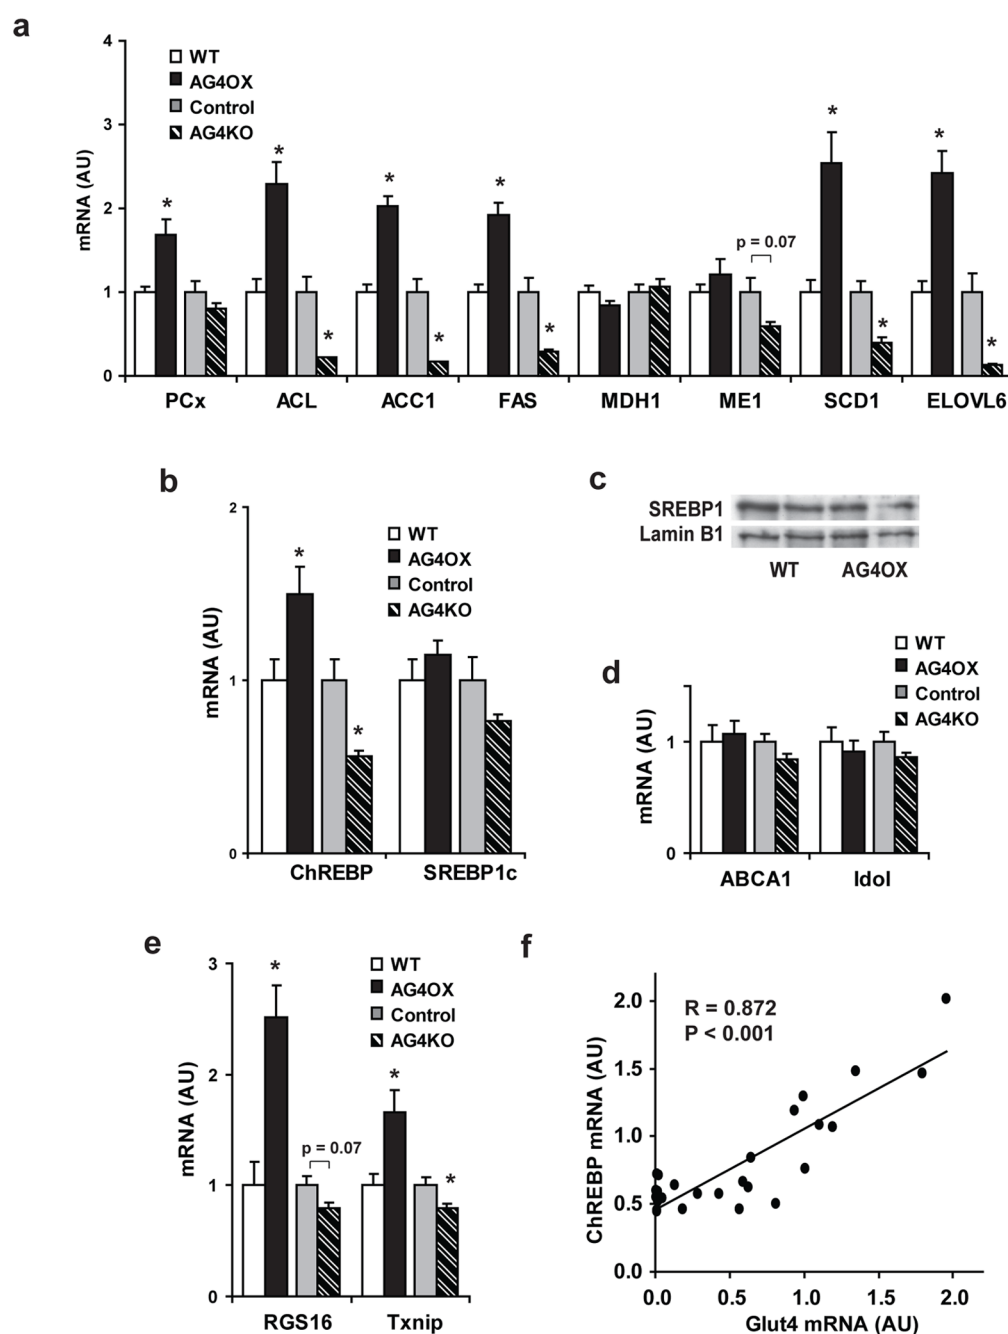 a
4
3
2
1
0
mRNA (AU)
WT
AG4OX
Control
AG4KO
*
*
*
*
*
*
*
p = 0.07
*
*
*
*
PCx ACL ACC1 FAS MDH1 ME1 SCD1 ELOVL6
b
2
1
0
mRNA (AU)
WT
AG4OX
Control
AG4KO
*
*
ChREBP SREBP1c
c
SREBP1
Lamin B1
WT AG4OX
d
1
0
mRNA (AU)
WT
AG4OX
Control
AG4KO
ABCA1 Idol
e
3
2
1
0
mRNA (AU)
WT
AG4OX
Control
AG4KO
*
p = 0.07
*
*
RGS16 Txnip
f
2.0
1.5
1.0
0.5
0.0
ChREBP mRNA (AU)
R = 0.872
P < 0.001
0.0 0.5 1.0 1.5 2.0
Glut4 mRNA (AU)